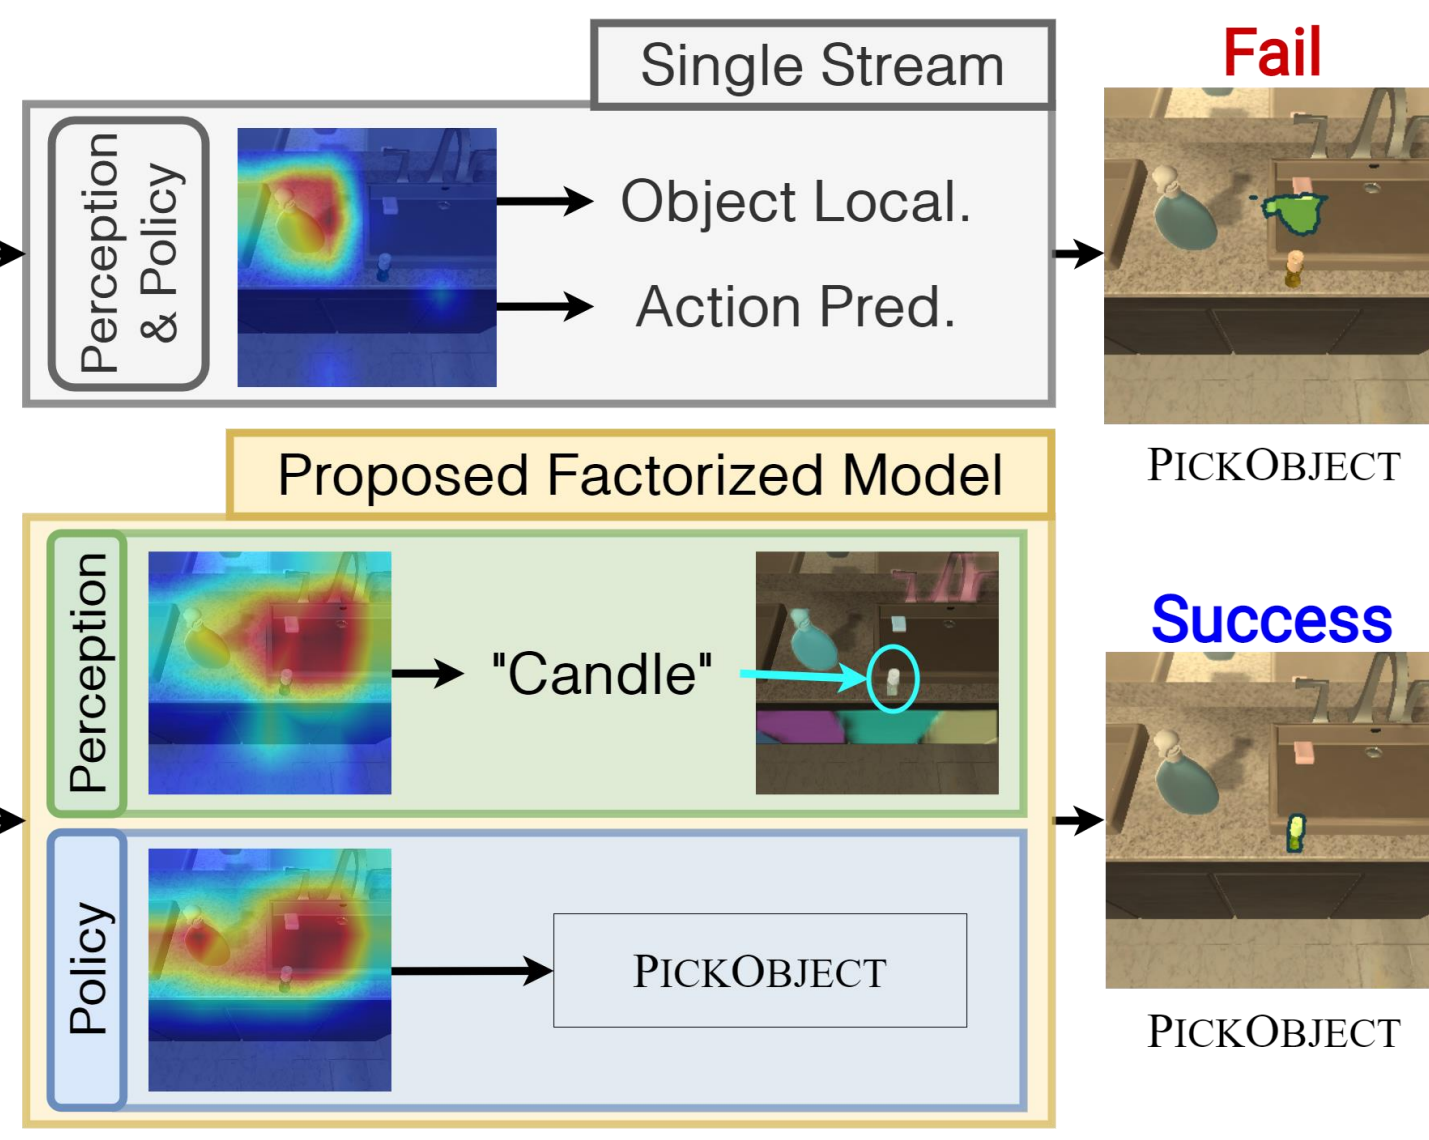 Single Stream
Fail
Perception
& Policy
Object Local.
Action Pred.
PICKOBJECT
Proposed Factorized Model
Perception
"Candle"
Success
Policy
PICKOBJECT
PICKOBJECT